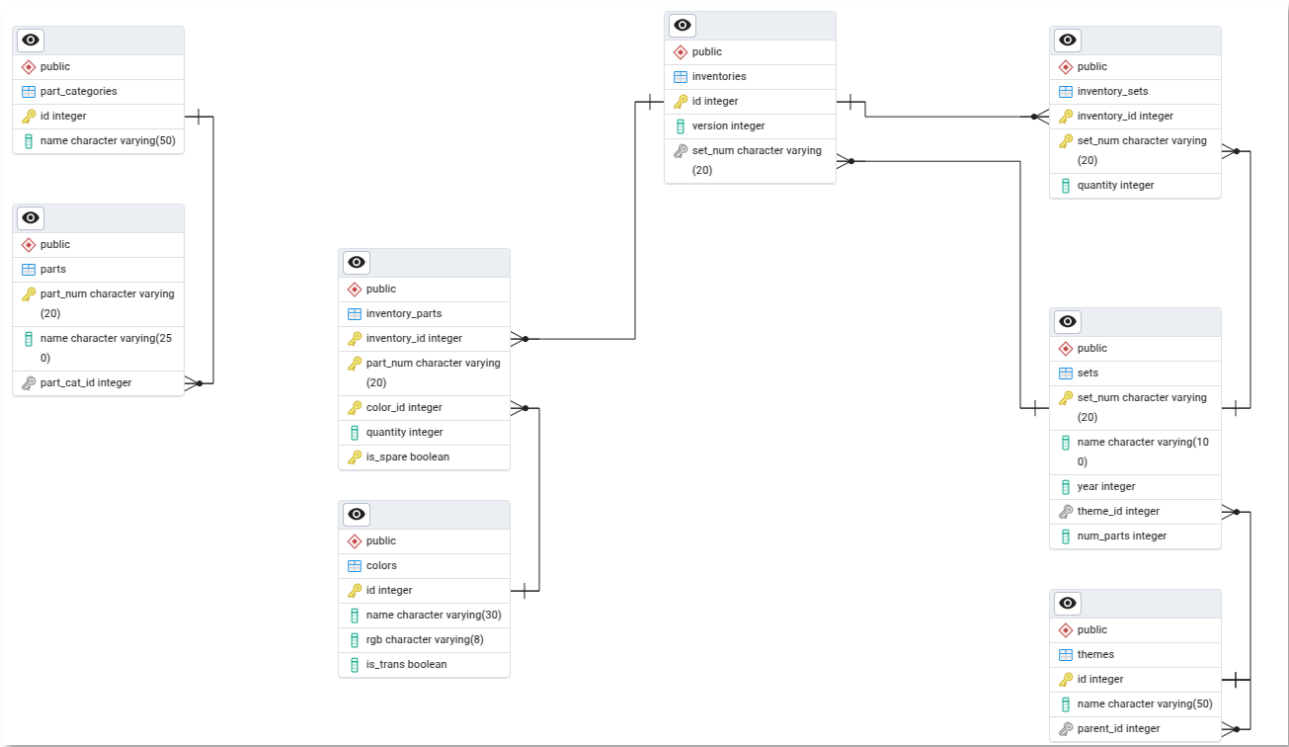 public
part_categories
id integer
name character varying(50)
public
parts
part_num character varying
(20)
name character varying(25
0)
part_cat_id integer
public
inventory_parts
inventory_id integer
part_num character varying
(20)
color_id integer
quantity integer
is_spare boolean
public
colors
id integer
name character varying(30)
rgb character varying(8)
is_trans boolean
public
inventories
id integer
version integer
set_num character varying
(20)
public
inventory_sets
inventory_id integer
set_num character varying
(20)
quantity integer
public
sets
set_num character varying
(20)
name character varying(10
0)
year integer
theme_id integer
num_parts integer
public
themes
id integer
name character varying(50)
parent_id integer